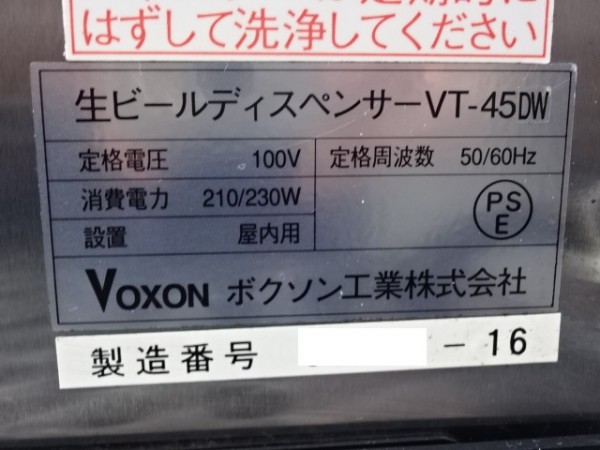 はずして洗浄してください
生ビールディスペンサーVT-45DW
定格電圧 100V 定格周波数 50/60Hz
消費電力 210/230W
PS
E
設置 屋内用
VOXON ボクソン工業株式会社
製造番号 -16